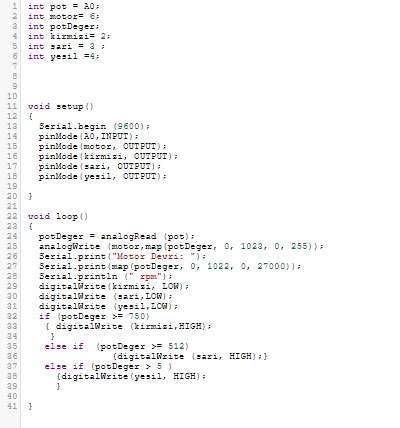 1 int pot = A0;
2 int motor= 6;
3 int potDeger;
4 int kirmizi= 2;
5 int sari = 3 ;
6 int yesil =4;
7
8
9
10
11 void setup()
12 {
13 Serial.begin (9600);
14 pinMode(A0,INPUT);
15 pinMode(motor, OUTPUT);
16 pinMode(kirmizi, OUTPUT);
17 pinMode(sari, OUTPUT);
18 pinMode(yesil, OUTPUT);
19
20 }
21
22 void loop()
23 {
24 potDeger = analogRead (pot);
25 analogWrite (motor,map(potDeger, 0, 1023, 0, 255));
26 Serial.print("Motor Devri: ");
27 Serial.print(map(potDeger, 0, 1022, 0, 27000));
28 Serial.println (" rpm");
29 digitalWrite(kirmizi, LOW);
30 digitalWrite (sari,LOW);
31 digitalWrite (yesil,LOW);
32 if (potDeger >= 750)
33 { digitalWrite (kirmizi,HIGH);
34 }
35 else if (potDeger >= 512)
36 {digitalWrite (sari, HIGH);}
37 else if (potDeger > 5 )
38 {digitalWrite(yesil, HIGH);
39 }
40
41 }